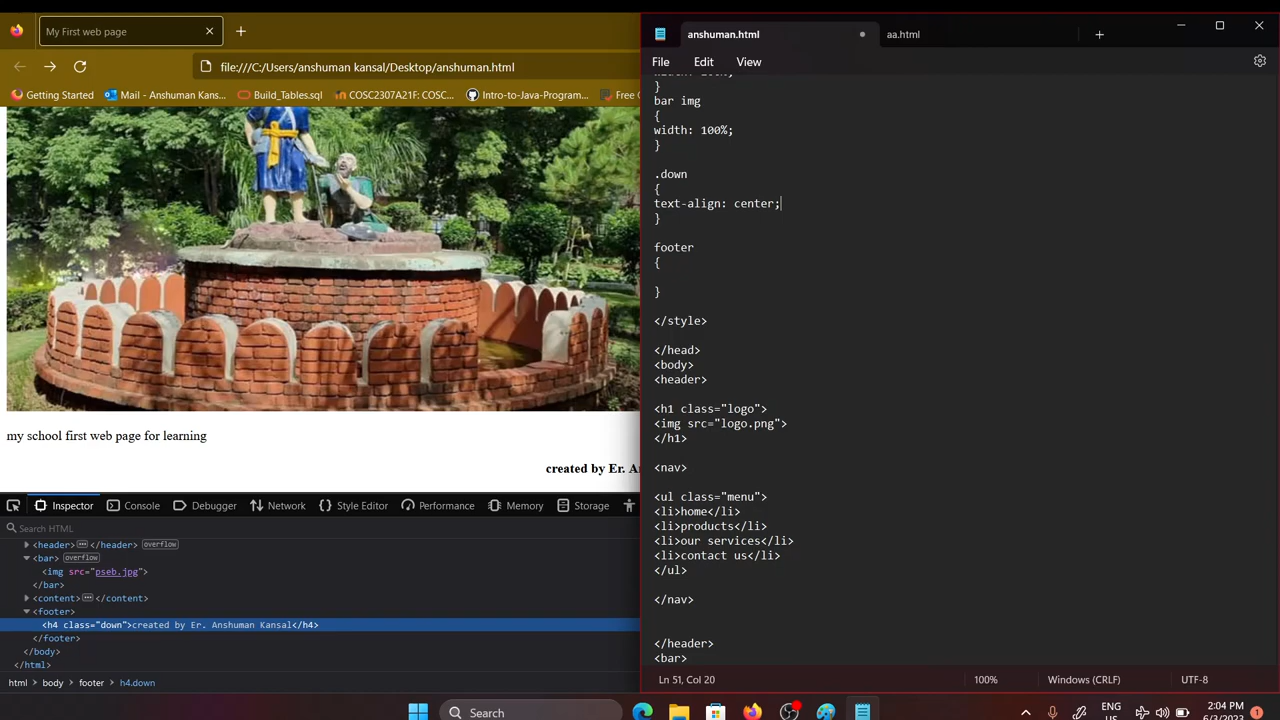 My First web page
file:///C:/Users/anshuman kansal/Desktop/anshuman.html
Getting Started
Mail - Anshuman Kans...
Build_Tables.sql
COSC2307A21F: COSC...
Intro-to-Java-Program...
Free C
my school first web page for learning
created by Er. A
Inspector
Console
Debugger
Network
Style Editor
Performance
Memory
Storage
Search HTML
<header> </header> overflow
<bar> overflow
<img src="pseb.jpg">
</bar>
<content> </content>
<footer>
<h4 class="down">created by Er. Anshuman Kansal</h4>
</footer>
</body>
</html>
html
body
footer
h4.down
anshuman.html
aa.html
File
Edit
View
}
bar img
{
width: 100%;
}
.down
{
text-align: center;
}
footer
{
}
</style>
</head>
<body>
<header>
<h1 class="logo">
<img src="logo.png">
</h1>
<nav>
<ul class="menu">
<li>home</li>
<li>products</li>
<li>our services</li>
<li>contact us</li>
</ul>
</nav>
</header>
<bar>
Ln 51, Col 20
100%
Windows (CRLF)
UTF-8
Search
ENG
2:04 PM
6/3/2023